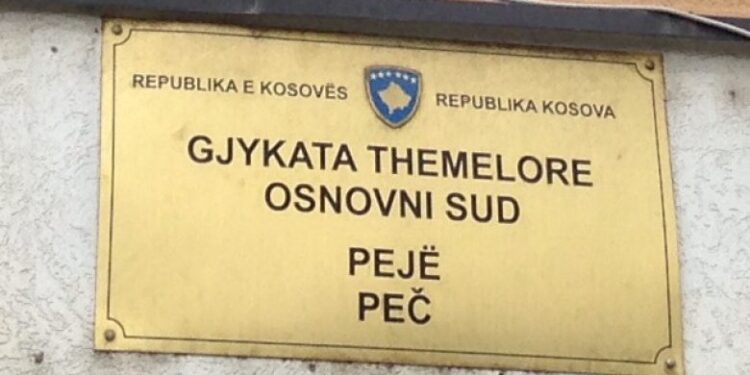 REPUBLIKA E KOSOVËS
REPUBLIKA KOSOVA
GJYKATA THEMELORE
OSNOVNI SUD
PEJË
PEČ